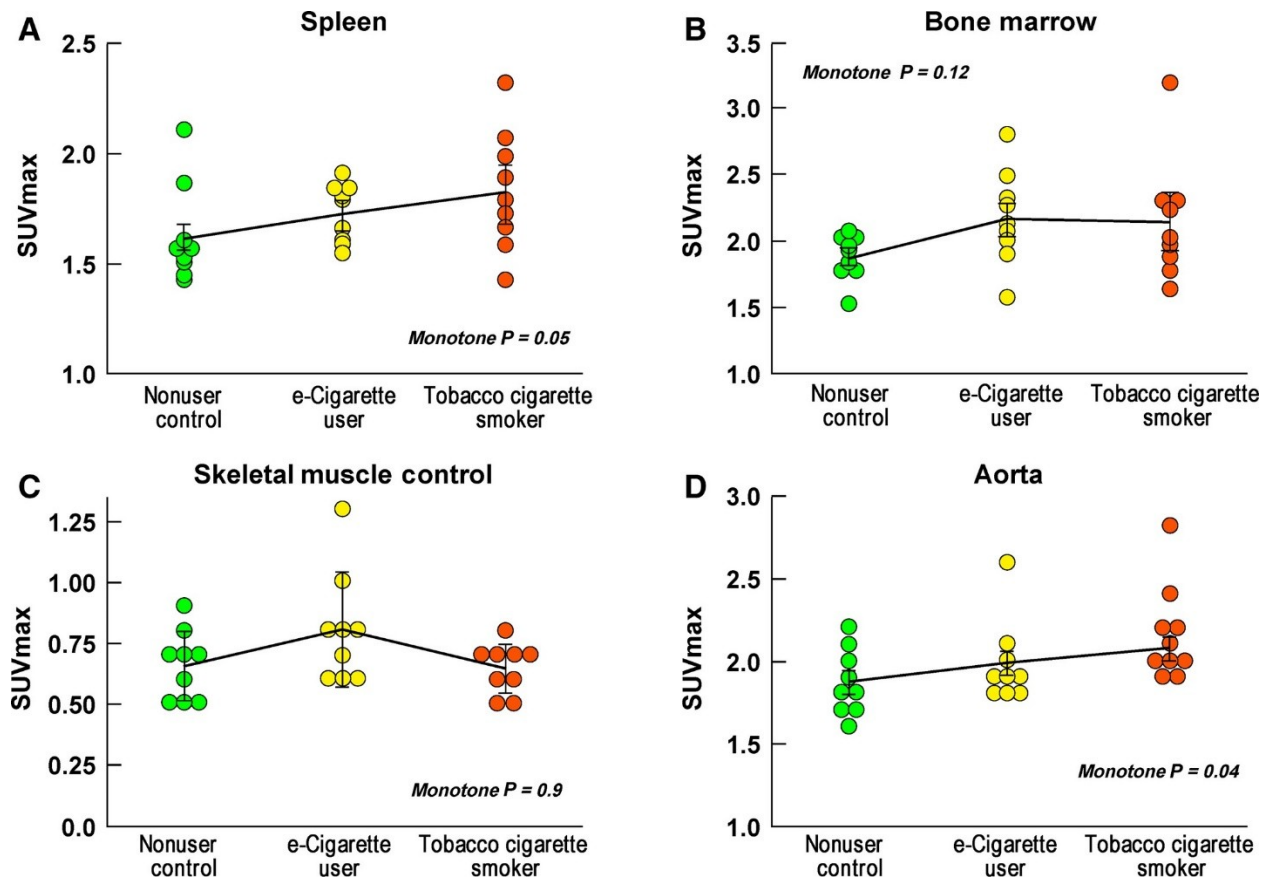 A
Spleen
2.5
2.0
1.5
1.0
SUVmax
Monotone P = 0.05
Nonuser control
e-Cigarette user
Tobacco cigarette smoker
B
Bone marrow
3.5
3.0
2.5
2.0
1.5
1.0
SUVmax
Monotone P = 0.12
Nonuser control
e-Cigarette user
Tobacco cigarette smoker
C
Skeletal muscle control
1.25
1.00
0.75
0.50
0.25
0.0
SUVmax
Monotone P = 0.9
Nonuser control
e-Cigarette user
Tobacco cigarette smoker
D
Aorta
3.0
2.5
2.0
1.5
1.0
SUVmax
Monotone P = 0.04
Nonuser control
e-Cigarette user
Tobacco cigarette smoker